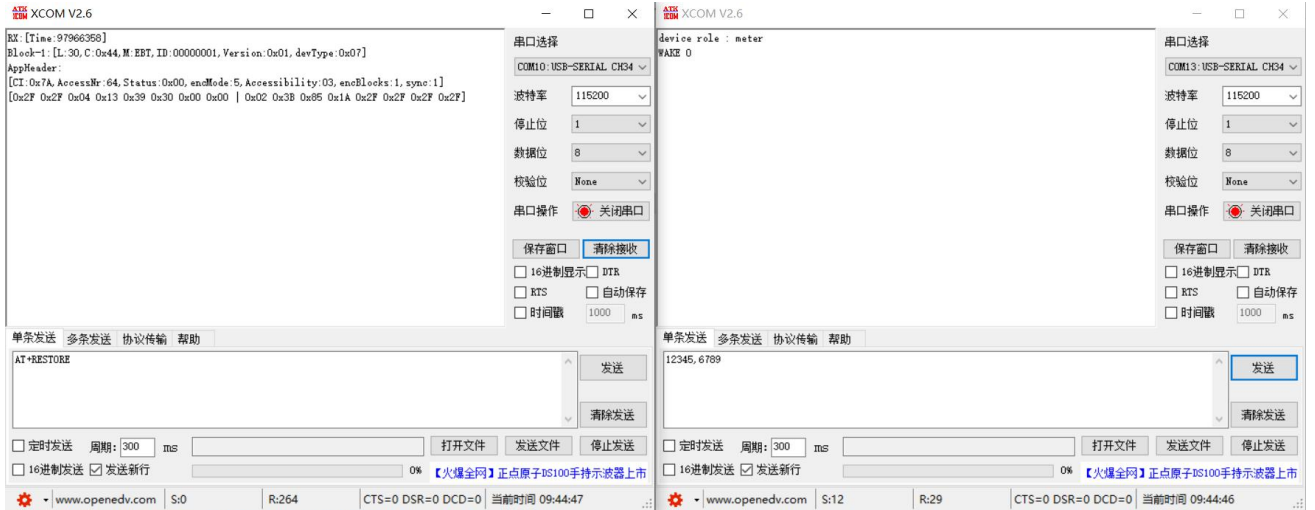 XCOM V2.6
RX:[Time:97966358]
Block-1:[L:30,C:0x44,M:EBT,ID:00000001,Version:0x01,devType:0x07]
AppHeader:
[CI:0x7A,AccessNr:64,Status:0x00,encMode:5,Accessibility:03,encBlocks:1,sync:1]
[0x2F 0x2F 0x04 0x13 0x39 0x30 0x00 0x00 | 0x02 0x3B 0x85 0x1A 0x2F 0x2F 0x2F 0x2F]
串口选择
COM10:USB-SERIAL CH34
波特率 115200
停止位 1
数据位 8
校验位 None
串口操作 关闭串口
保存窗口 清除接收
16进制显示 DTR
RTS 自动保存
时间戳 1000 ms
单条发送 多条发送 协议传输 帮助
AT+RESTORE
发送
清除发送
定时发送 周期: 300 ms 打开文件 发送文件 停止发送
16进制发送 发送新行 0% 【火爆全网】正点原子DS100手持示波器上市
www.openedv.com S:0 R:264 CTS=0 DSR=0 DCD=0 当前时间 09:44:47
XCOM V2.6
device role : meter
WAKE 0
串口选择
COM13:USB-SERIAL CH34
波特率 115200
停止位 1
数据位 8
校验位 None
串口操作 关闭串口
保存窗口 清除接收
16进制显示 DTR
RTS 自动保存
时间戳 1000 ms
单条发送 多条发送 协议传输 帮助
12345,6789
发送
清除发送
定时发送 周期: 300 ms 打开文件 发送文件 停止发送
16进制发送 发送新行 0% 【火爆全网】正点原子DS100手持示波器上市
www.openedv.com S:12 R:29 CTS=0 DSR=0 DCD=0 当前时间 09:44:46